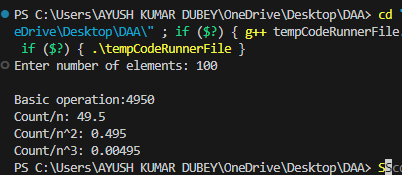 PS C:\Users\AYUSH KUMAR DUBEY\OneDrive\Desktop\DAA> cd "
eDrive\Desktop\DAA\" ; if ($?) { g++ tempCodeRunnerFile.
if ($?) { .\tempCodeRunnerFile }
Enter number of elements: 100
Basic operation:4950
Count/n: 49.5
Count/n^2: 0.495
Count/n^3: 0.00495
PS C:\Users\AYUSH KUMAR DUBEY\OneDrive\Desktop\DAA>